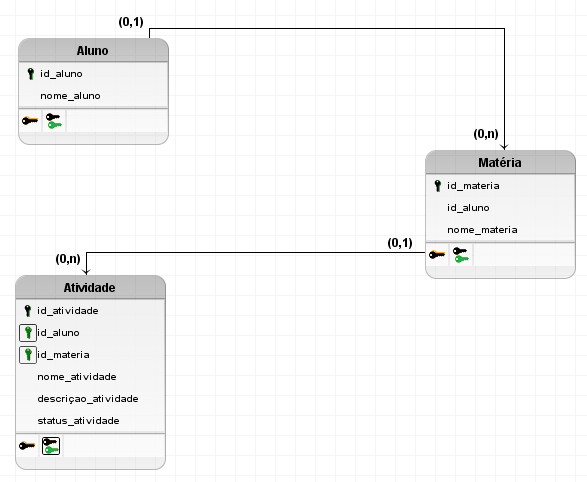 (0,1)
Aluno
id_aluno
nome_aluno
(0,n)
Matéria
id_materia
id_aluno
nome_materia
(0,1)
(0,n)
Atividade
id_atividade
id_aluno
id_materia
nome_atividade
descriçao_atividade
status_atividade